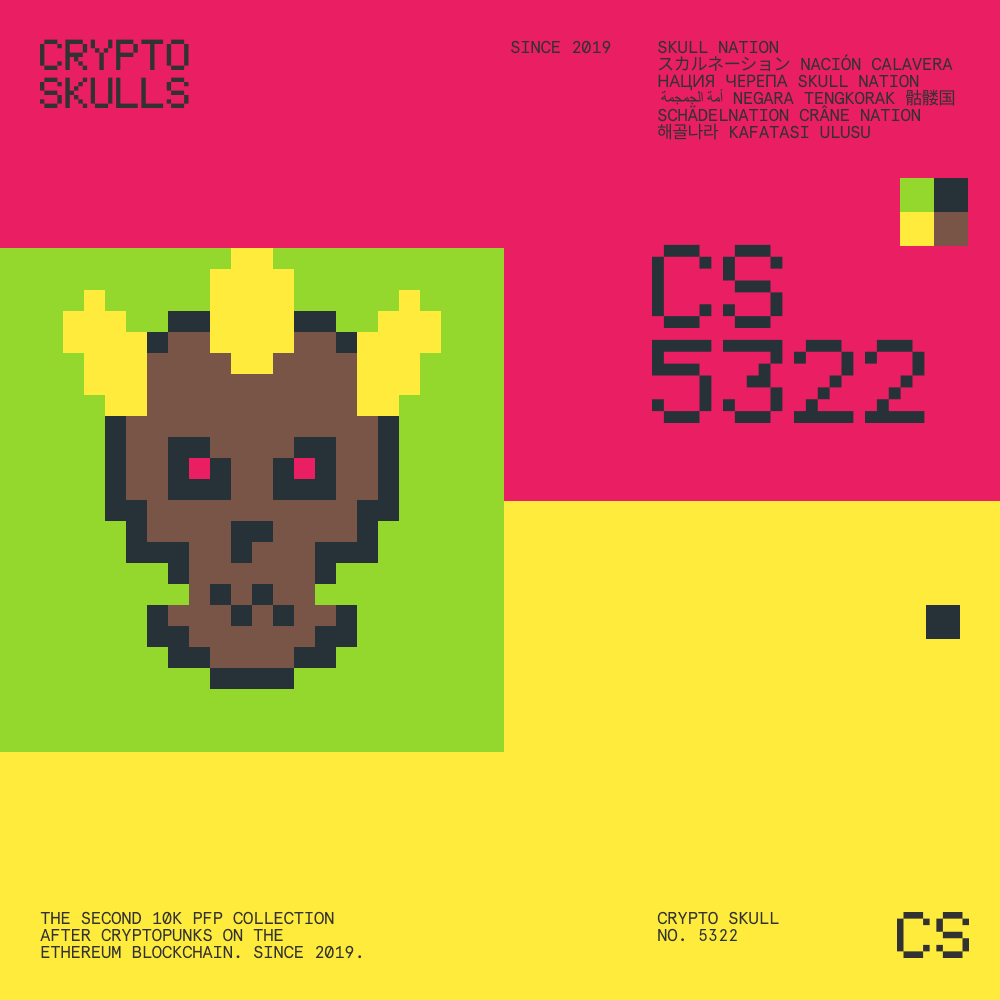 CRYPTO
SKULLS
SINCE 2019
SKULL NATION
スカルネーション NACIÓN CALAVERA
НАЦИЯ ЧЕРЕПА SKULL NATION
أمة الجمجمة NEGARA TENGKORAK 骷髅国
SCHÄDELNATION CRÂNE NATION
해골나라 KAFATASI ULUSU
CS
5322
THE SECOND 10K PFP COLLECTION
AFTER CRYPTOPUNKS ON THE
ETHEREUM BLOCKCHAIN. SINCE 2019.
CRYPTO SKULL
NO. 5322
CS